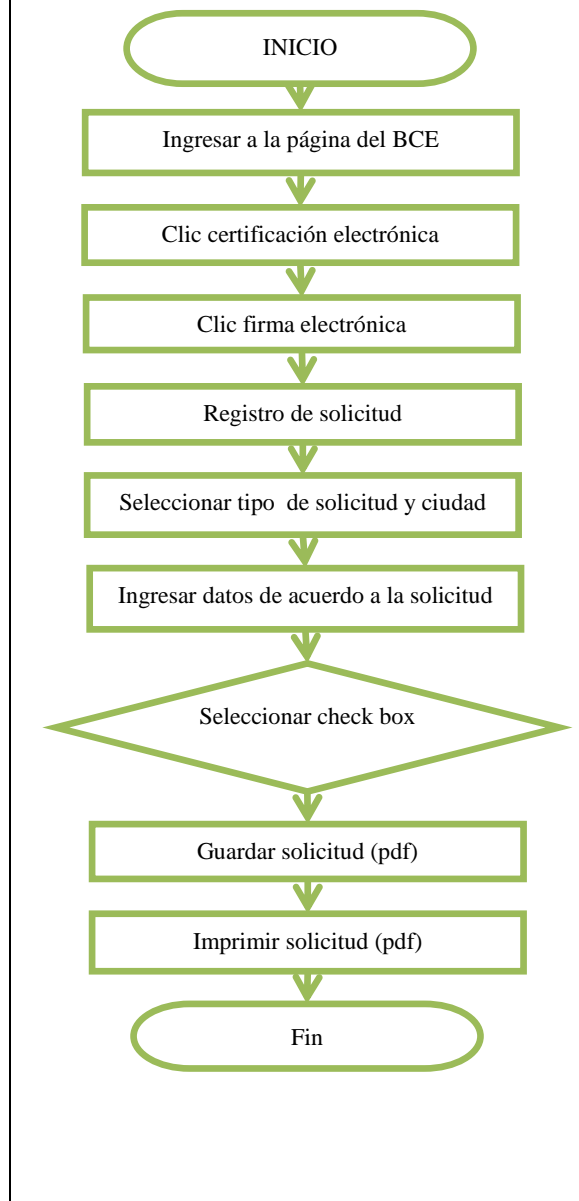 INICIO
Ingresar a la página del BCE
Clic certificación electrónica
Clic firma electrónica
Registro de solicitud
Seleccionar tipo  de solicitud y ciudad
Ingresar datos de acuerdo a la solicitud
Seleccionar check box
Guardar solicitud (pdf)
Imprimir solicitud (pdf)
Fin